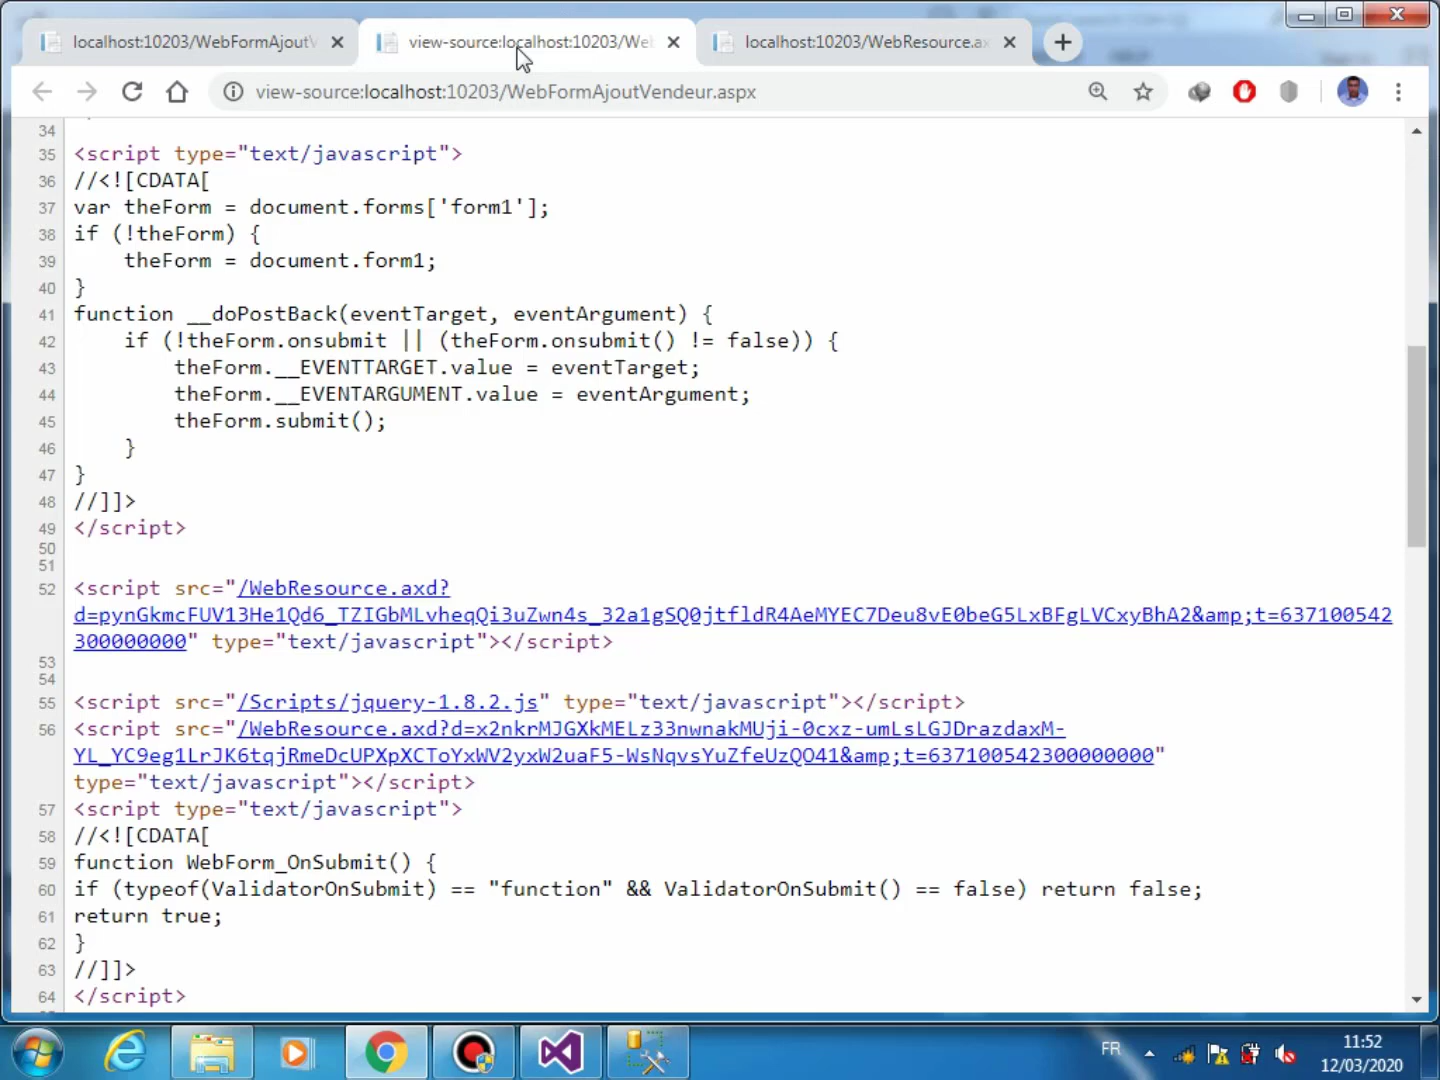 localhost:10203/WebFormAjoutV
view-source:localhost:10203/We
localhost:10203/WebResource.ax
view-source:localhost:10203/WebFormAjoutVendeur.aspx
34
35 <script type="text/javascript">
36 //<![CDATA[
37 var theForm = document.forms['form1'];
38 if (!theForm) {
39 theForm = document.form1;
40 }
41 function __doPostBack(eventTarget, eventArgument) {
42 if (!theForm.onsubmit || (theForm.onsubmit() != false)) {
43 theForm.__EVENTTARGET.value = eventTarget;
44 theForm.__EVENTARGUMENT.value = eventArgument;
45 theForm.submit();
46 }
47 }
48 //]]>
49 </script>
50
51
52 <script src="/WebResource.axd?
d=pynGkmcFUV13He1Qd6_TZIGbMLvheqQi3uZwn4s_32a1gSQ0jtfldR4AeMYEC7Deu8vE0beG5LxBFgLVCxyBhA2&amp;t=637100542
300000000" type="text/javascript"></script>
53
54
55 <script src="/Scripts/jquery-1.8.2.js" type="text/javascript"></script>
56 <script src="/WebResource.axd?d=x2nkrMJGXkMELz33nwnakMUji-0cxz-umLsLGJDrazdaxM-
YL_YC9eg1LrJK6tqjRmeDcUPXpXCToYxWV2yxW2uaF5-WsNqvsYuZfeUzQO41&amp;t=637100542300000000"
type="text/javascript"></script>
57 <script type="text/javascript">
58 //<![CDATA[
59 function WebForm_OnSubmit() {
60 if (typeof(ValidatorOnSubmit) == "function" && ValidatorOnSubmit() == false) return false;
61 return true;
62 }
63 //]]>
64 </script>
FR
11:52
12/03/2020